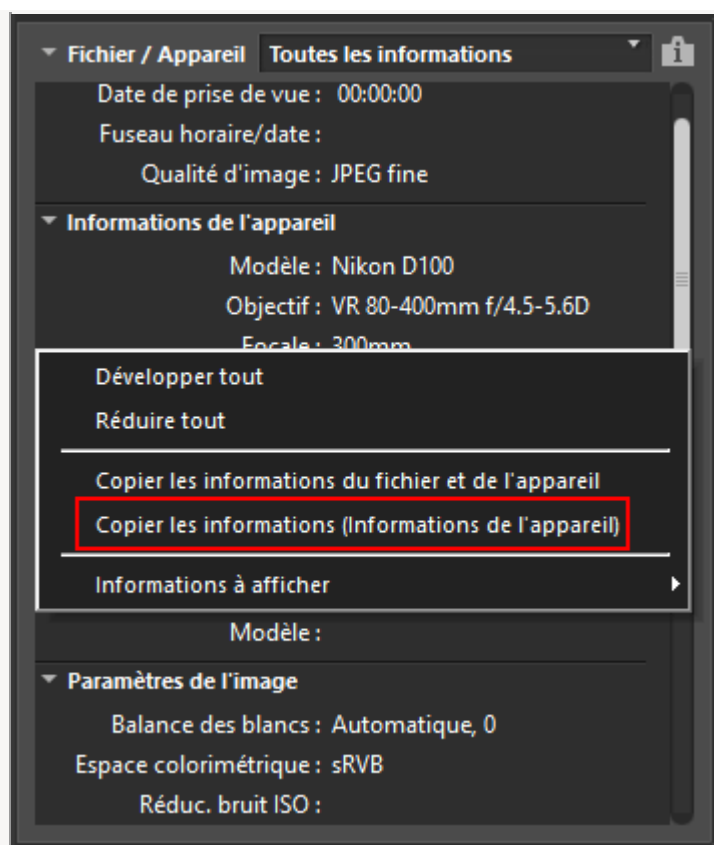 Fichier / Appareil Toutes les informations
Date de prise de vue : 00:00:00
Fuseau horaire/date :
Qualité d'image : JPEG fine
Informations de l'appareil
Modèle : Nikon D100
Objectif : VR 80-400mm f/4.5-5.6D
Focale : 300mm
Développer tout
Réduire tout
Copier les informations du fichier et de l'appareil
Copier les informations (Informations de l'appareil)
Informations à afficher
Modèle :
Paramètres de l'image
Balance des blancs : Automatique, 0
Espace colorimétrique : sRVB
Réduc. bruit ISO :